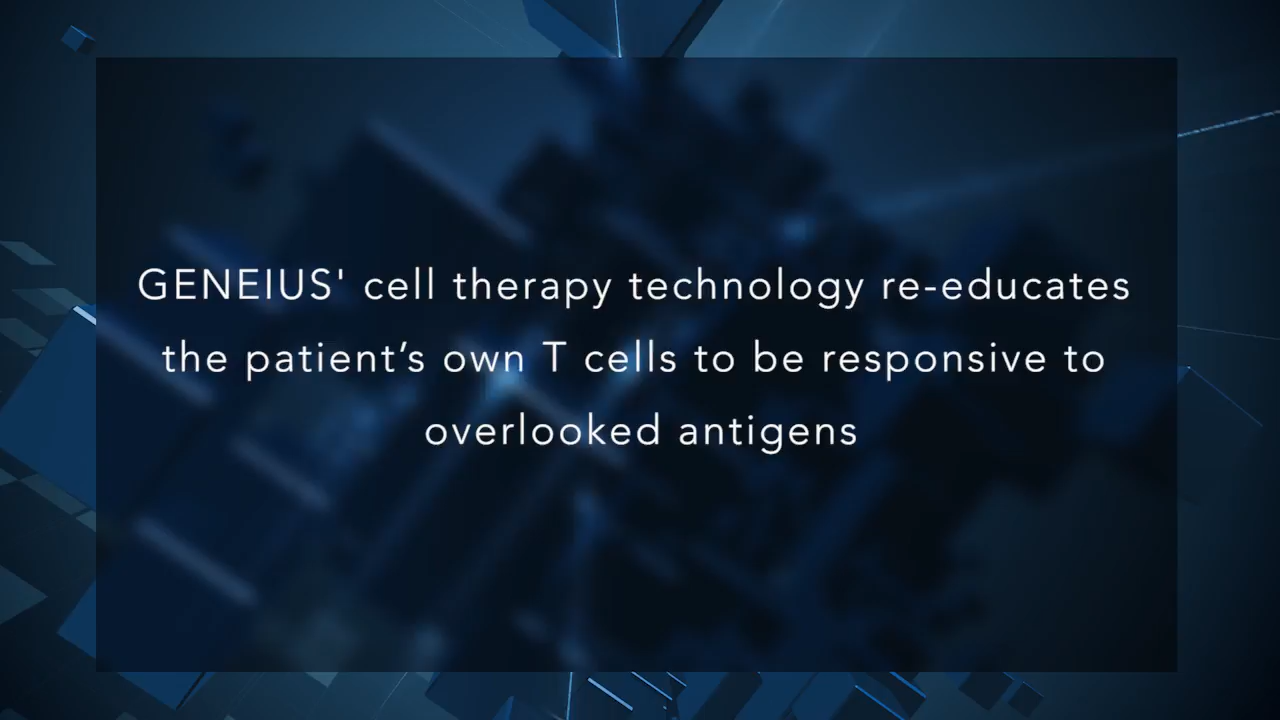 GENEIUS' cell therapy technology re-educates
the patient’s own T cells to be responsive to
overlooked antigens